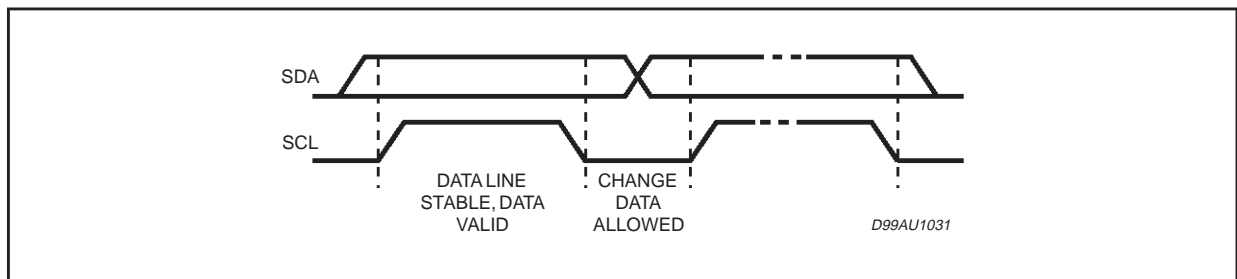 SDA
SCL
DATA LINE
STABLE, DATA
VALID
CHANGE
DATA
ALLOWED
D99AU1031